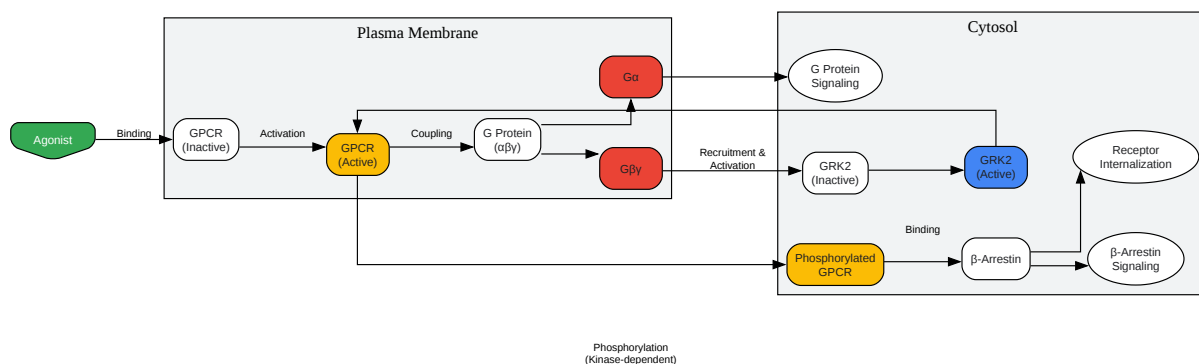 Plasma Membrane
Cytosol
Gα
G Protein
Signaling
Agonist
Binding
GPCR
(Inactive)
Activation
GPCR
(Active)
Coupling
G Protein
(αβγ)
Gβγ
Recruitment &
Activation
GRK2
(Inactive)
GRK2
(Active)
Receptor
Internalization
Phosphorylated
GPCR
Binding
β-Arrestin
β-Arrestin
Signaling
Phosphorylation
(Kinase-dependent)